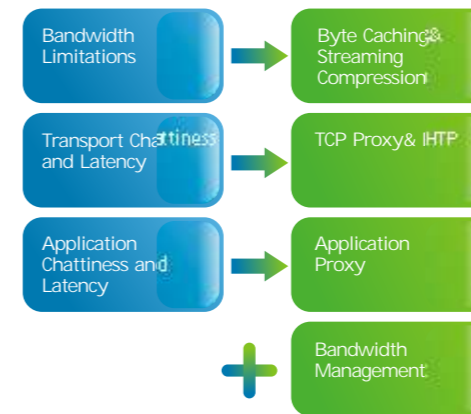 Bandwidth
Limitations
Byte Caching&
Streaming
Compression
Transport Chattiness
and Latency
TCP Proxy& IHTP
Application
Chattiness and
Latency
Application
Proxy
Bandwidth
Management